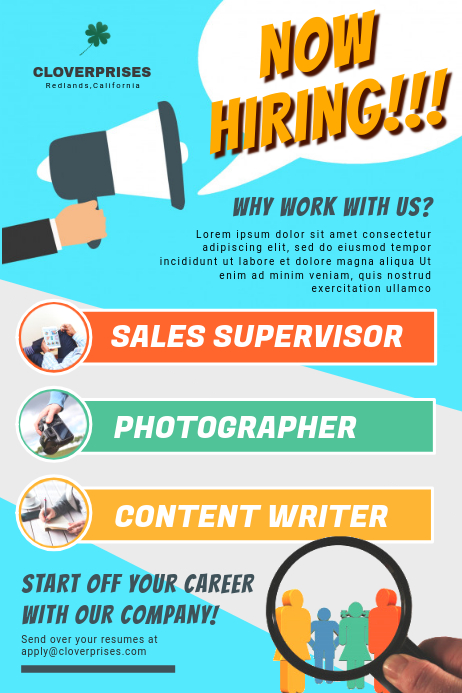 CLOVERPRISES
Redlands,California
NOW
HIRING!!!
WHY WORK WITH US?
Lorem ipsum dolor sit amet consectetur
adipiscing elit, sed do eiusmod tempor
incididunt ut labore et dolore magna aliqua Ut
enim ad minim veniam, quis nostrud
exercitation ullamco
SALES SUPERVISOR
PHOTOGRAPHER
CONTENT WRITER
START OFF YOUR CAREER
WITH OUR COMPANY!
Send over your resumes at
apply@cloverprises.com